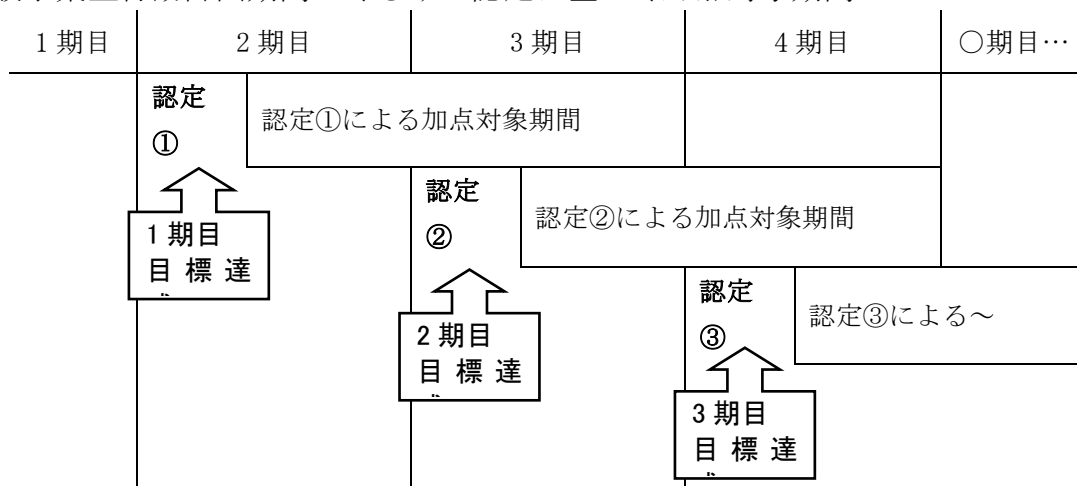 1期目 2期目 3期目 4期目 ○期目…
認定
①
認定①による加点対象期間
認定
②
認定②による加点対象期間
認定
③
認定③による～
1期目
目標達
2期目
目標達
3期目
目標達